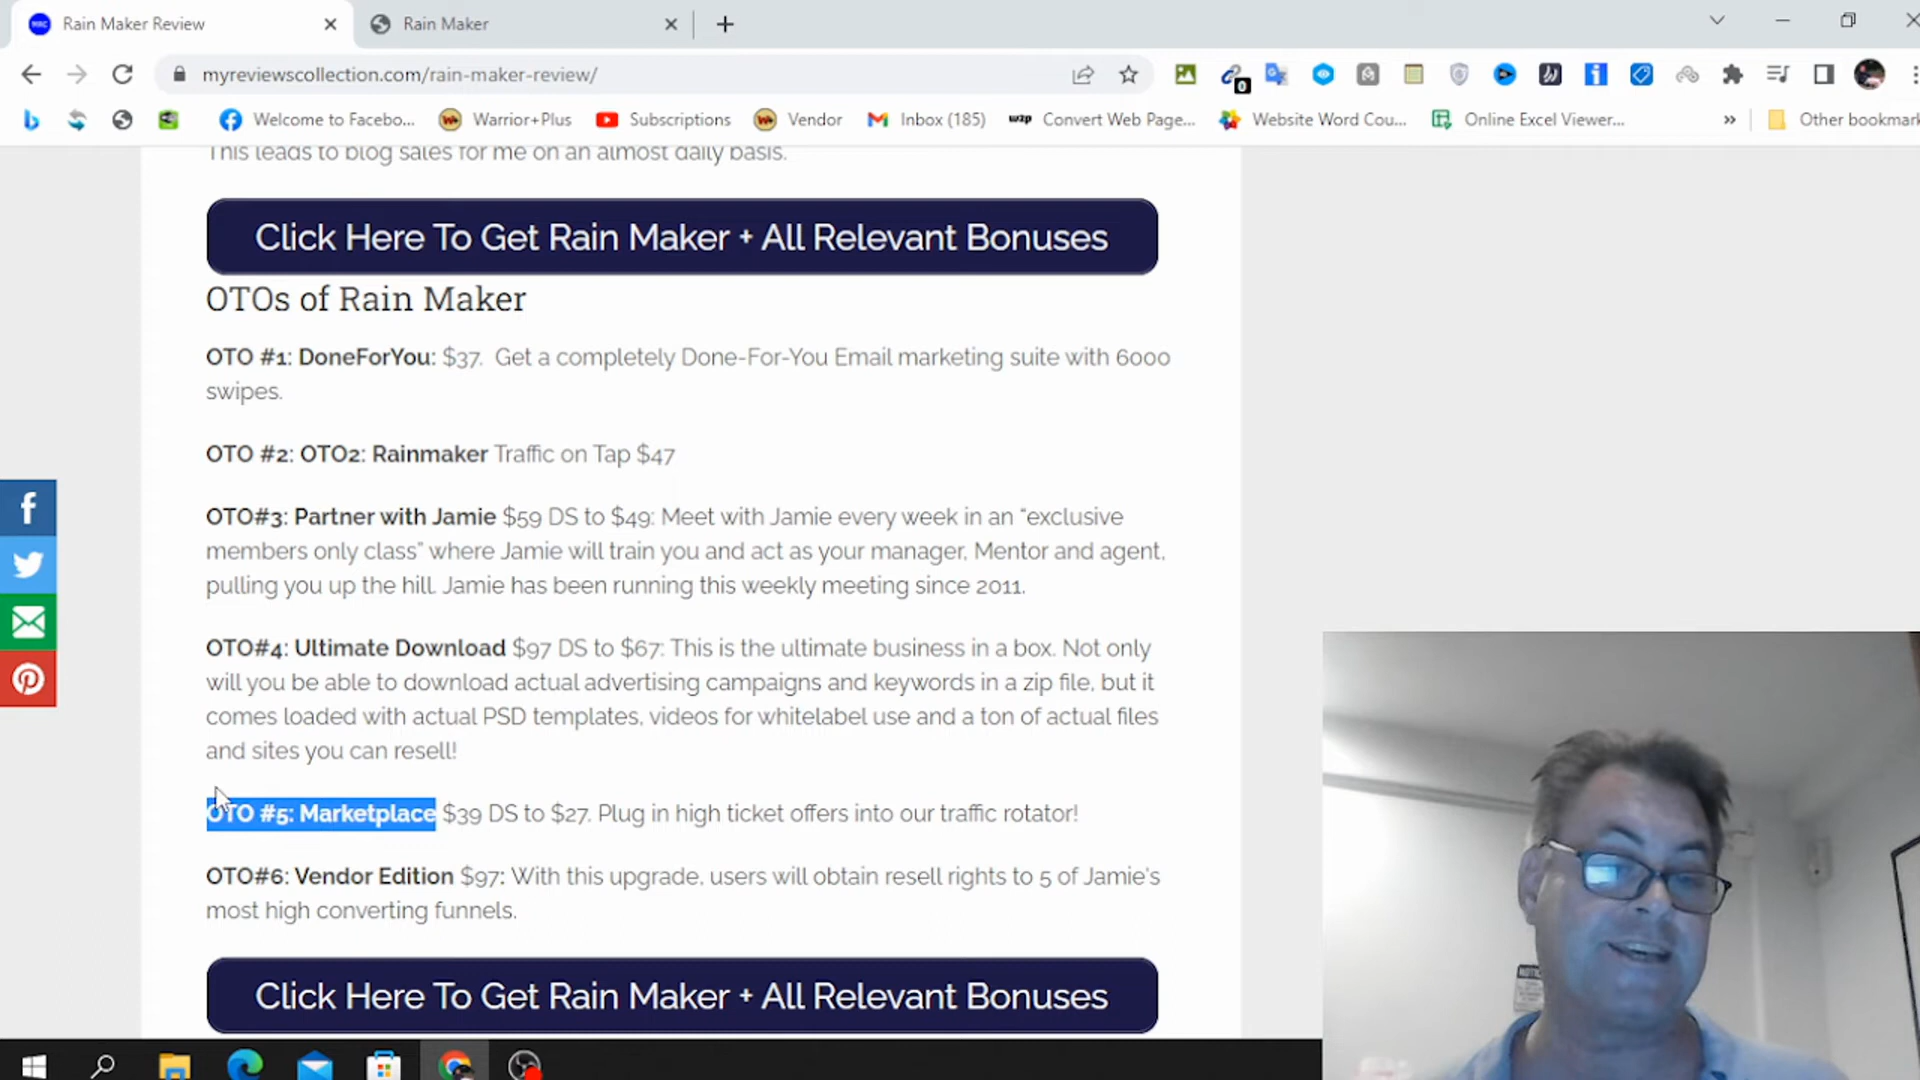 Rain Maker Review
Rain Maker
myreviewscollection.com/rain-maker-review/
0
Welcome to Facebo...
Warrior+Plus
Subscriptions
Vendor
Inbox (185)
Convert Web Page...
Website Word Cou...
Online Excel Viewer...
»
Other bookmark
This leads to blog sales for me on an almost daily basis.
Click Here To Get Rain Maker + All Relevant Bonuses
OTOs of Rain Maker
OTO #1: DoneForYou: $37. Get a completely Done-For-You Email marketing suite with 6000
swipes.
OTO #2: OTO2: Rainmaker Traffic on Tap $47
OTO#3: Partner with Jamie $59 DS to $49: Meet with Jamie every week in an “exclusive
members only class” where Jamie will train you and act as your manager, Mentor and agent,
pulling you up the hill. Jamie has been running this weekly meeting since 2011.
OTO#4: Ultimate Download $97 DS to $67: This is the ultimate business in a box. Not only
will you be able to download actual advertising campaigns and keywords in a zip file, but it
comes loaded with actual PSD templates, videos for whitelabel use and a ton of actual files
and sites you can resell!
OTO #5: Marketplace $39 DS to $27. Plug in high ticket offers into our traffic rotator!
OTO#6: Vendor Edition $97: With this upgrade, users will obtain resell rights to 5 of Jamie's
most high converting funnels.
Click Here To Get Rain Maker + All Relevant Bonuses